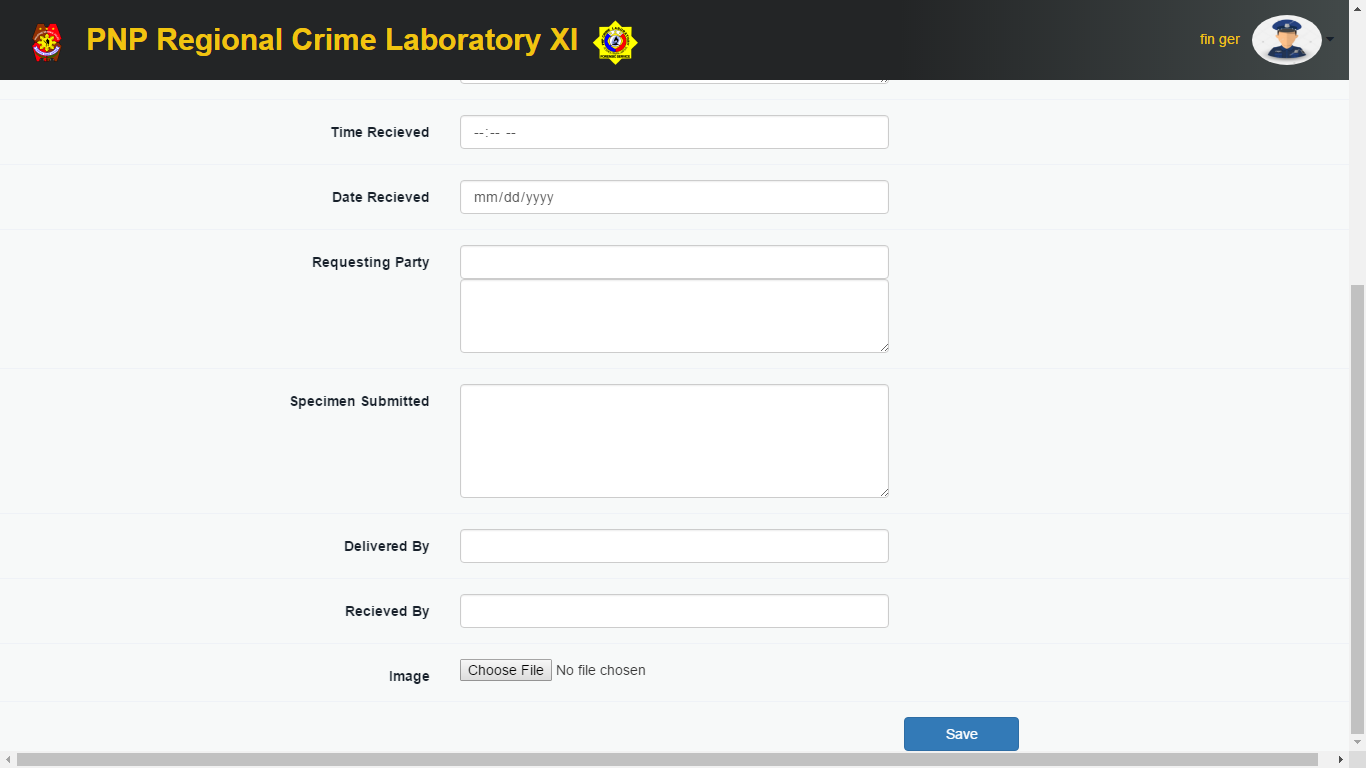 PNP Regional Crime Laboratory XI
fin ger
Time Recieved
--:-- --
Date Recieved
mm/dd/yyyy
Requesting Party
Specimen Submitted
Delivered By
Recieved By
Image
Choose File No file chosen
Save